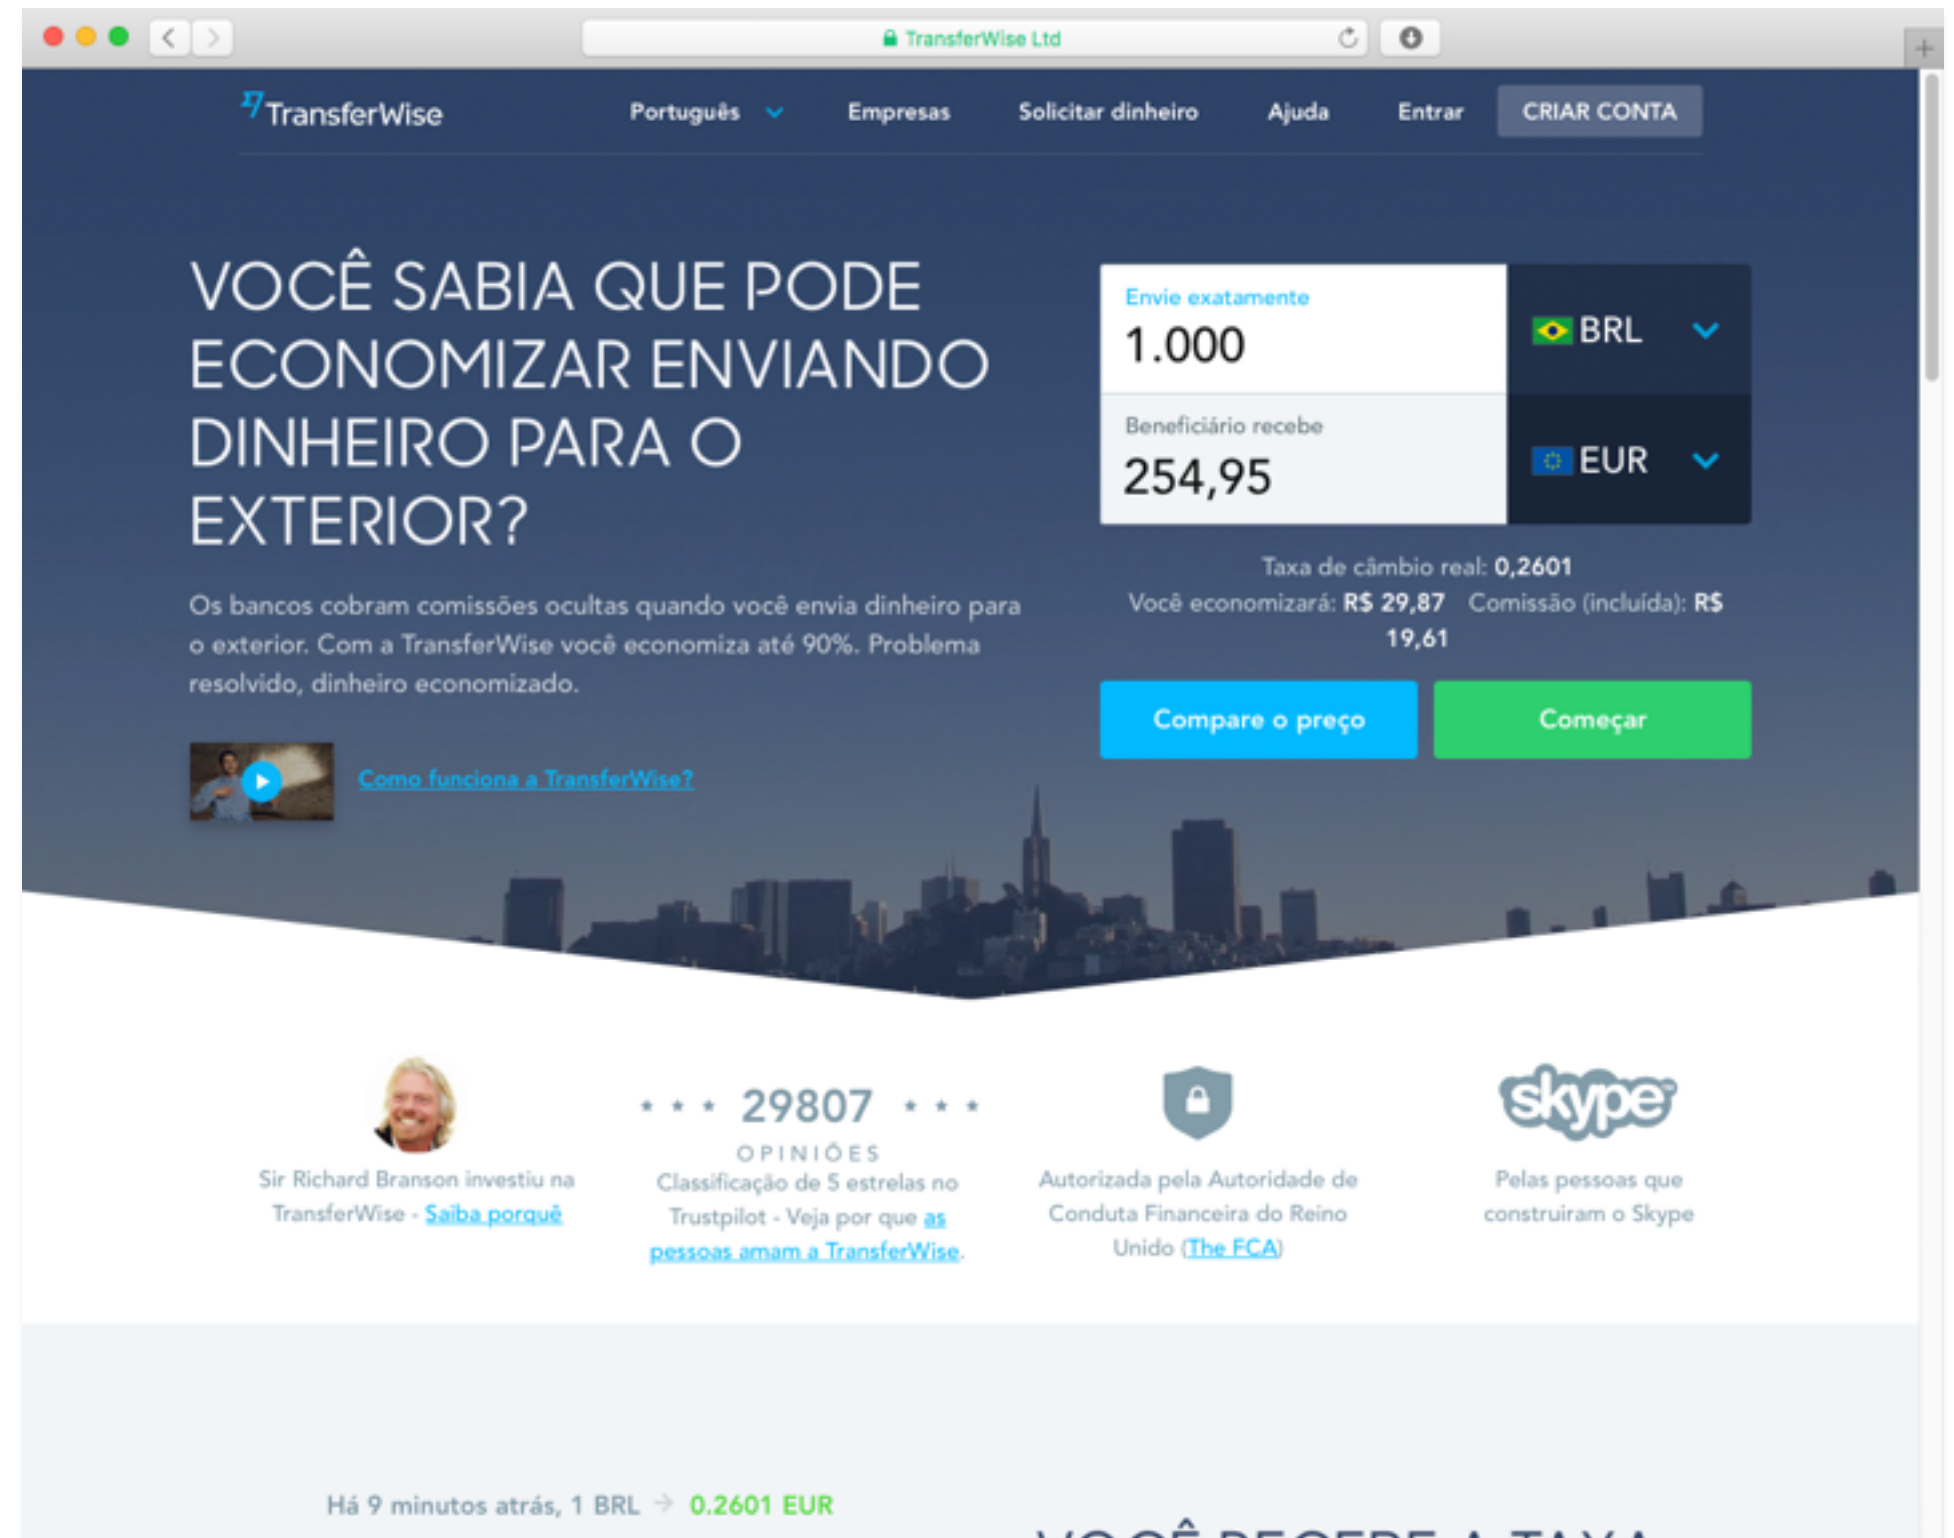 TransferWise Ltd
TransferWise
Português
Empresas
Solicitar dinheiro
Ajuda
Entrar
CRIAR CONTA
VOCÊ SABIA QUE PODE
ECONOMIZAR ENVIANDO
DINHEIRO PARA O
EXTERIOR?
Os bancos cobram comissões ocultas quando você envia dinheiro para
o exterior. Com a TransferWise você economiza até 90%. Problema
resolvido, dinheiro economizado.
Como funciona a TransferWise?
Envie exatamente
1.000
BRL
Beneficiário recebe
254,95
EUR
Taxa de câmbio real: 0,2601
Você economizará: R$ 29,87 Comissão (incluída): R$
19,61
Compare o preço
Começar
Sir Richard Branson investiu na
TransferWise - Saiba porquê
29807
OPINIÕES
Classificação de 5 estrelas no
Trustpilot - Veja por que as
pessoas amam a TransferWise.
Autorizada pela Autoridade de
Conduta Financeira do Reino
Unido (The FCA)
skype
Pelas pessoas que
construiram o Skype
Há 9 minutos atrás, 1 BRL → 0.2601 EUR
VOCÊ RECEBE A TAXA